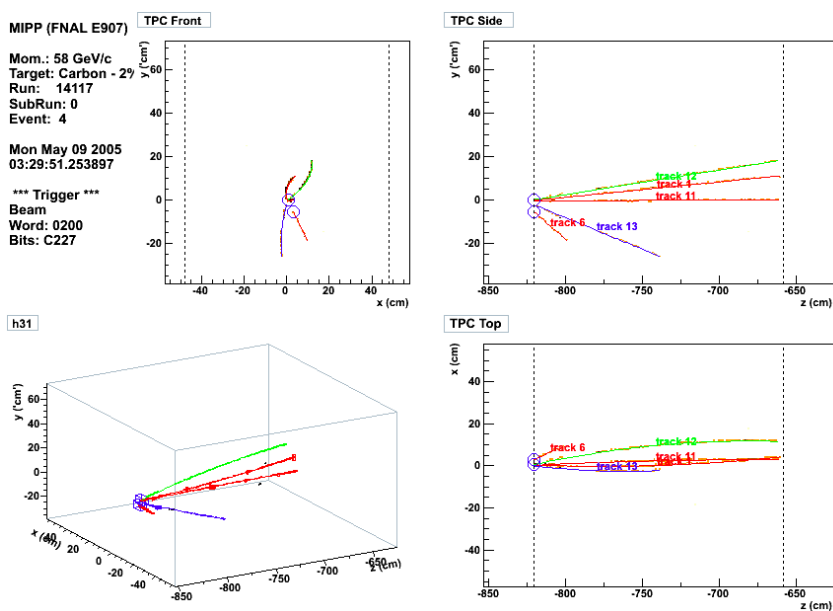 MIPP (FNAL E907)
Mom.: 58 GeV/c
Target: Carbon - 2%
Run: 14117
SubRun: 0
Event: 4
Mon May 09 2005
03:29:51.253897
*** Trigger ***
Beam
Word: 0200
Bits: C227
TPC Front
y ('cm')
60
40
20
0
-20
-40 -20 0 20 40
x (cm)
TPC Side
y ('cm')
60
40
20
0
-20
track 12
track 1
track 11
track 6
track 13
-850 -800 -750 -700 -650
z (cm)
h31
y ('cm')
60
40
20
0
-20
x (cm)
40
20
0
-20
-40
-850 -800 -750 -700 -650
z (cm)
TPC Top
x (cm)
40
20
0
-20
-40
track 6
track 12
track 11
track 13
-850 -800 -750 -700 -650
z (cm)